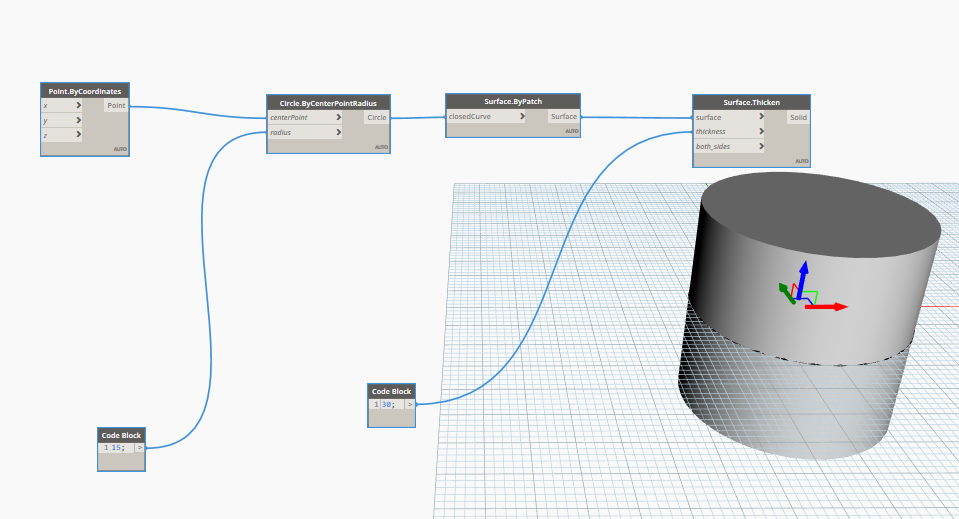 Point.ByCoordinates
x > Point
y >
z >
AUTO
Circle.ByCenterPointRadius
centerPoint > Circle
radius >
AUTO
Surface.ByPatch
closedCurve > Surface
AUTO
Surface.Thicken
surface > Solid
thickness >
both_sides >
AUTO
Code Block
1 30; >
Code Block
1 15; >